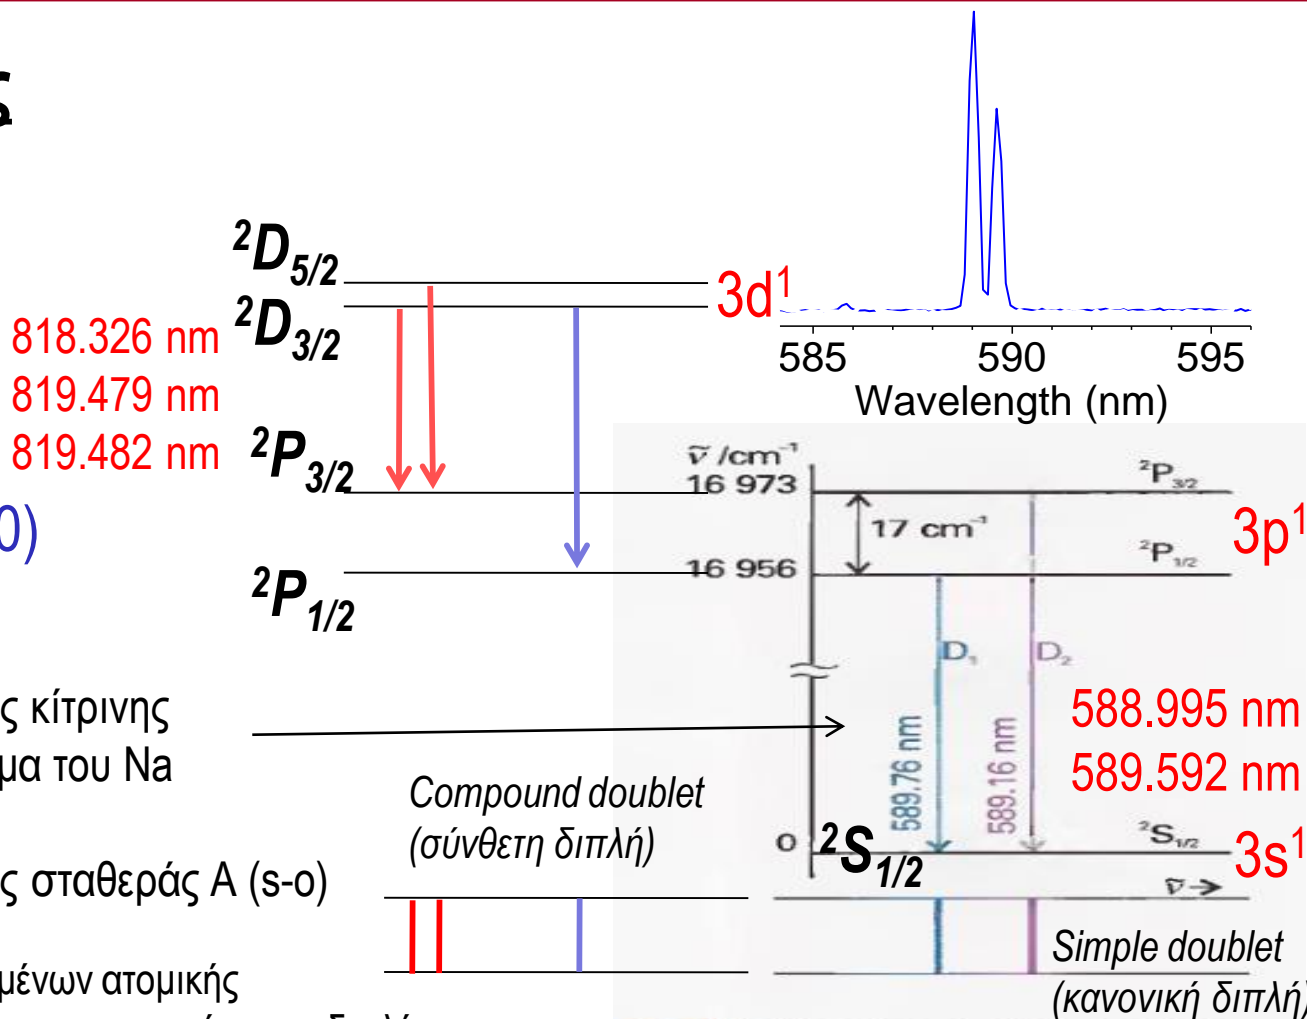 ς
²D₅/₂
3d¹
818.326 nm
²D₃/₂
819.479 nm
819.482 nm
²P₃/₂
0)
²P₁/₂
585 590 595
Wavelength (nm)
ν̃ /cm⁻¹
16 973
²P₃/₂
17 cm⁻¹
3p¹
16 956
²P₁/₂
D₁
D₂
589.76 nm
589.16 nm
588.995 nm
589.592 nm
0
²S₁/₂
²S₁/₂
3s¹
ν̃ →
ς κίτρινης
μα του Na
Compound doublet
(σύνθετη διπλή)
ς σταθεράς Α (s-o)
μένων ατομικής
Simple doublet
(κανονική διπλή)